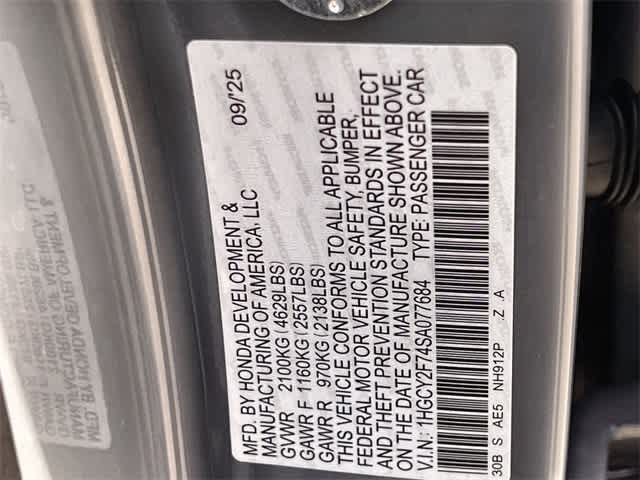 MFD. BY HONDA DEVELOPMENT & 09/'25
MANUFACTURING OF AMERICA, LLC
GVWR 2100KG (4629LBS)
GAWR F 1160KG (2557LBS)
GAWR R 970KG (2138LBS)
THIS VEHICLE CONFORMS TO ALL APPLICABLE
FEDERAL MOTOR VEHICLE SAFETY, BUMPER,
AND THEFT PREVENTION STANDARDS IN EFFECT
ON THE DATE OF MANUFACTURE SHOWN ABOVE.
V.I.N.: 1HGCY2F74SA077684 TYPE: PASSENGER CAR
30B S AE5 NH912P Z A